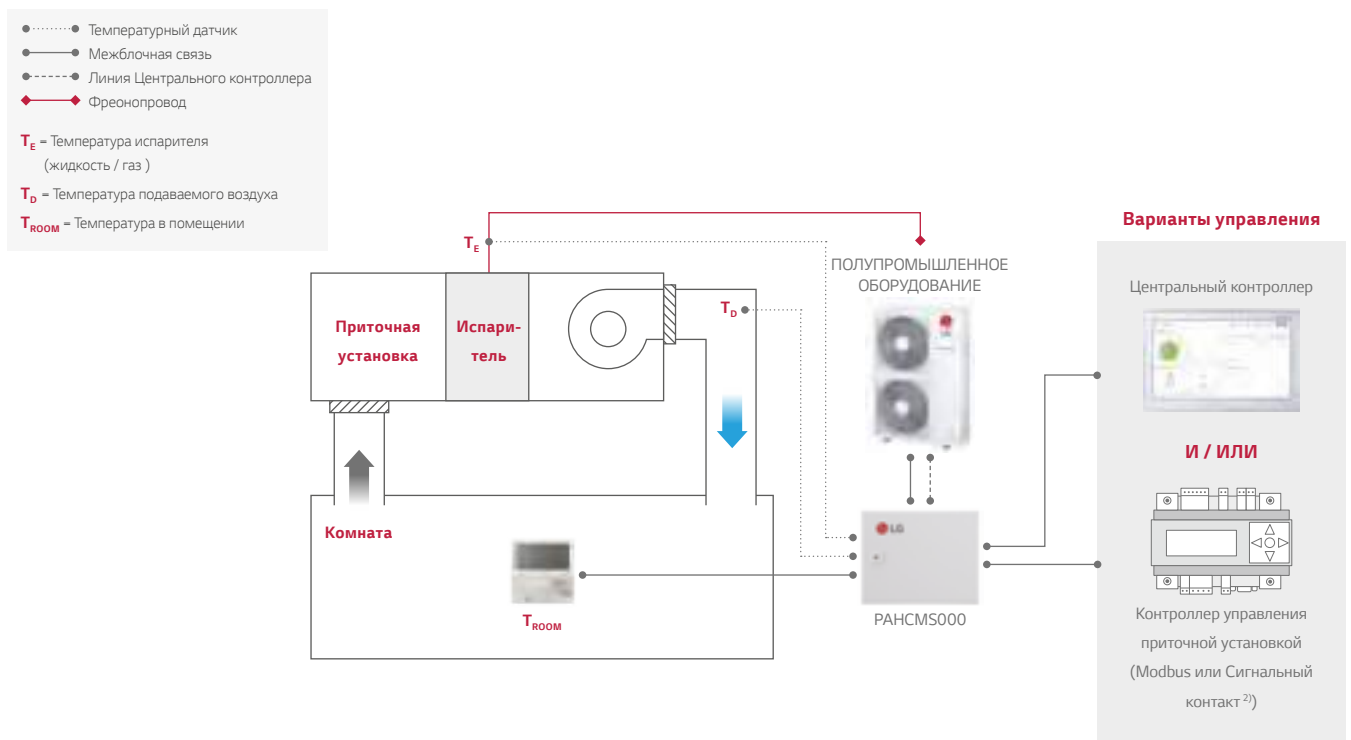 Температурный датчик
Межблочная связь
Линия Центрального контроллера
Фреонопровод
TE = Температура испарителя
(жидкость / газ )
TD = Температура подаваемого воздуха
TROOM = Температура в помещении
Варианты управления
TE
ПОЛУПРОМЫШЛЕННОЕ
ОБОРУДОВАНИЕ
Центральный контроллер
TD
Приточная
установка
Испари-
тель
И / ИЛИ
Комната
LG
TROOM
PAHCMS000
Контроллер управления
приточной установкой
(Modbus или Сигнальный
контакт 2))